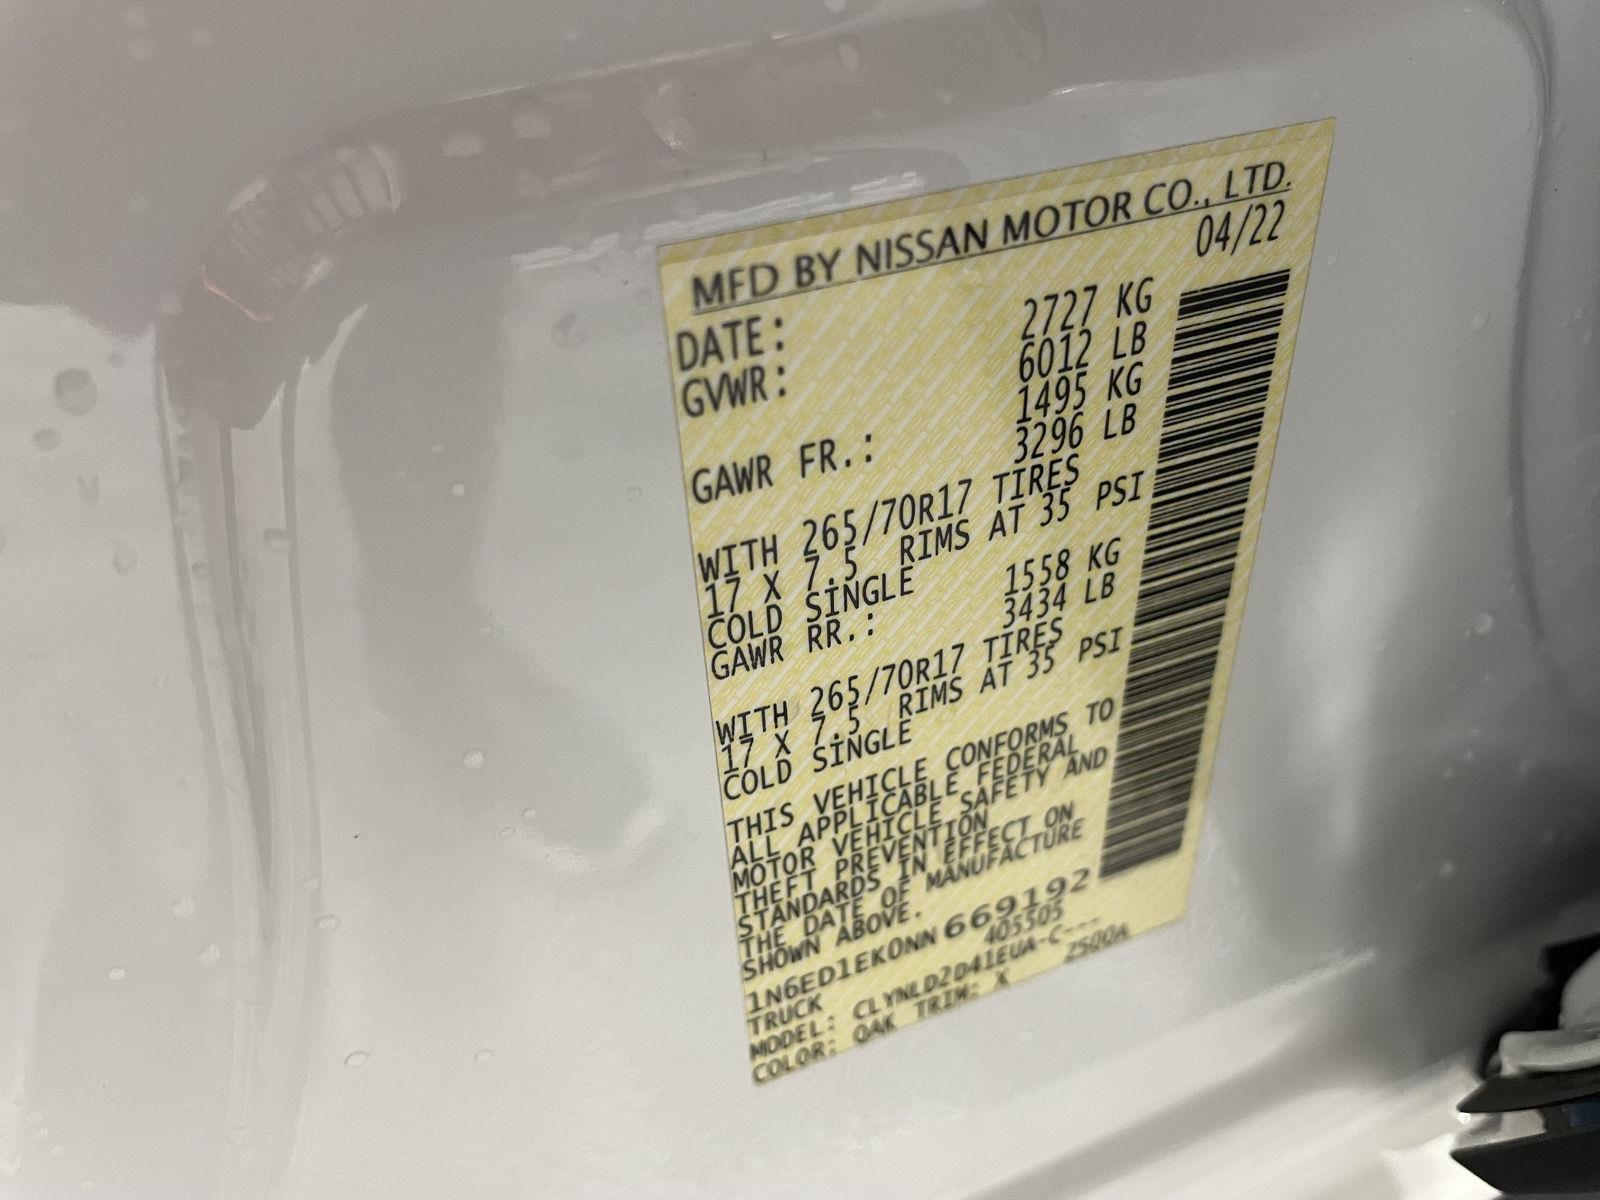 MFD BY NISSAN MOTOR CO., LTD.
DATE: 04/22
GVWR: 2727 KG
6012 LB
GAWR FR.: 1495 KG
3296 LB
WITH 265/70R17 TIRES
17 X 7.5 RIMS AT 35 PSI
COLD SINGLE
GAWR RR.: 1558 KG
3434 LB
WITH 265/70R17 TIRES
17 X 7.5 RIMS AT 35 PSI
COLD SINGLE
THIS VEHICLE CONFORMS TO
ALL APPLICABLE FEDERAL
MOTOR VEHICLE SAFETY AND
THEFT PREVENTION
STANDARDS IN EFFECT ON
THE DATE OF MANUFACTURE
SHOWN ABOVE.
1N6ED1EK0NN 669192
TRUCK 405505
MODEL: CLYNLD2D41EUA-C---
COLOR: QAK TRIM: X ZS00A